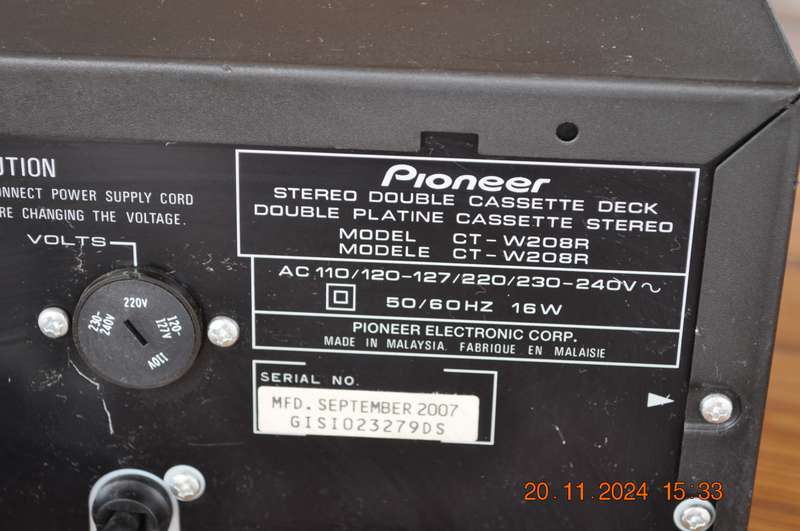 UTION
ONNECT POWER SUPPLY CORD
RE CHANGING THE VOLTAGE.
VOLTS
220V
120-
127V
110V
230-
240V
Pioneer
STEREO DOUBLE CASSETTE DECK
DOUBLE PLATINE CASSETTE STEREO
MODEL CT-W208R
MODELE CT-W208R
AC 110/120-127/220/230-240V~
50/60HZ 16W
PIONEER ELECTRONIC CORP.
MADE IN MALAYSIA. FABRIQUE EN MALAISIE
SERIAL NO.
MFD. SEPTEMBER 2007
GISI023279DS
20.11.2024 15:33